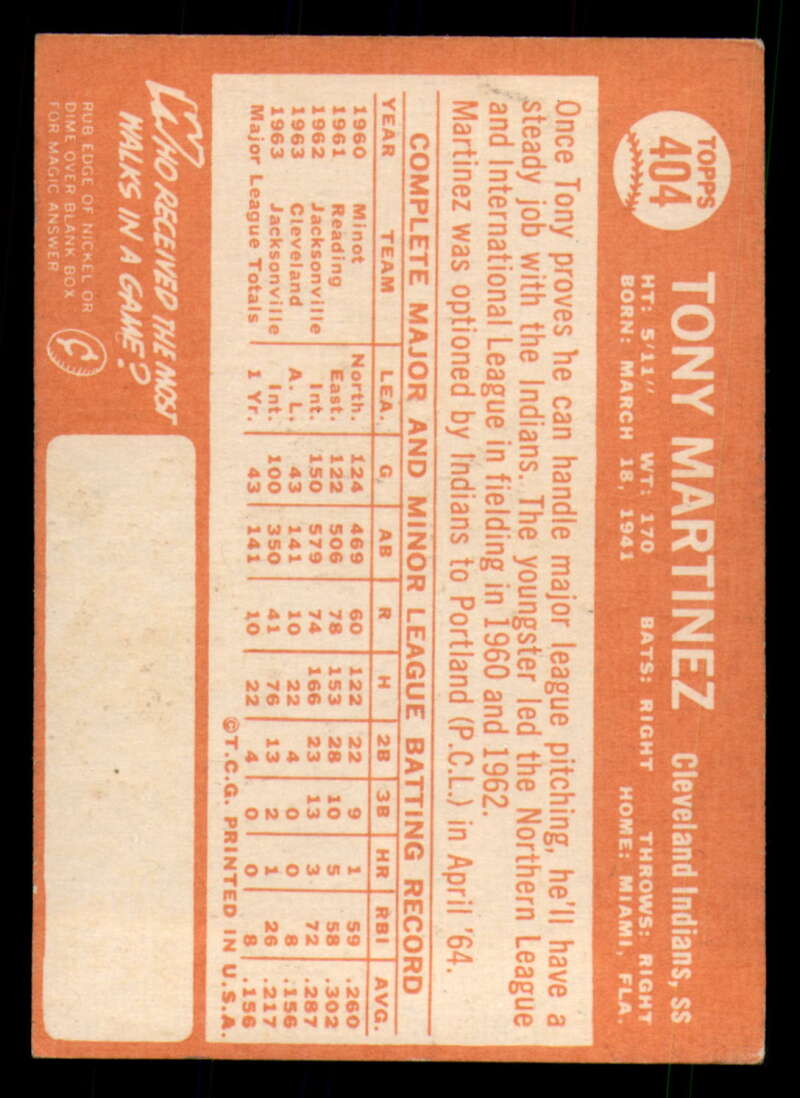 TOPPS
404
TONY MARTINEZ Cleveland Indians, SS
HT: 5'11" WT: 170 BATS: RIGHT THROWS: RIGHT
BORN: MARCH 18, 1941 HOME: MIAMI, FLA.
Once Tony proves he can handle major league pitching, he'll have a
steady job with the Indians. The youngster led the Northern League
and International League in fielding in 1960 and 1962.
Martinez was optioned by Indians to Portland (P.C.L.) in April '64.
COMPLETE MAJOR AND MINOR LEAGUE BATTING RECORD
YEAR TEAM LEA. G AB R H 2B 3B HR RBI AVG.
1960 Minot North. 124 469 60 122 22 9 1 59 .260
1961 Reading East. 122 506 78 153 28 10 5 58 .302
1962 Jacksonville Int. 150 579 74 166 23 13 3 72 .287
1963 Cleveland A. L. 43 141 10 22 4 0 0 8 .156
1963 Jacksonville Int. 100 350 41 76 13 2 1 26 .217
Major League Totals 1 Yr. 43 141 10 22 4 0 0 8 .156
©T.C.G. PRINTED IN U.S.A.
WHO RECEIVED THE MOST
WALKS IN A GAME?
RUB EDGE OF NICKEL OR
DIME OVER BLANK BOX
FOR MAGIC ANSWER